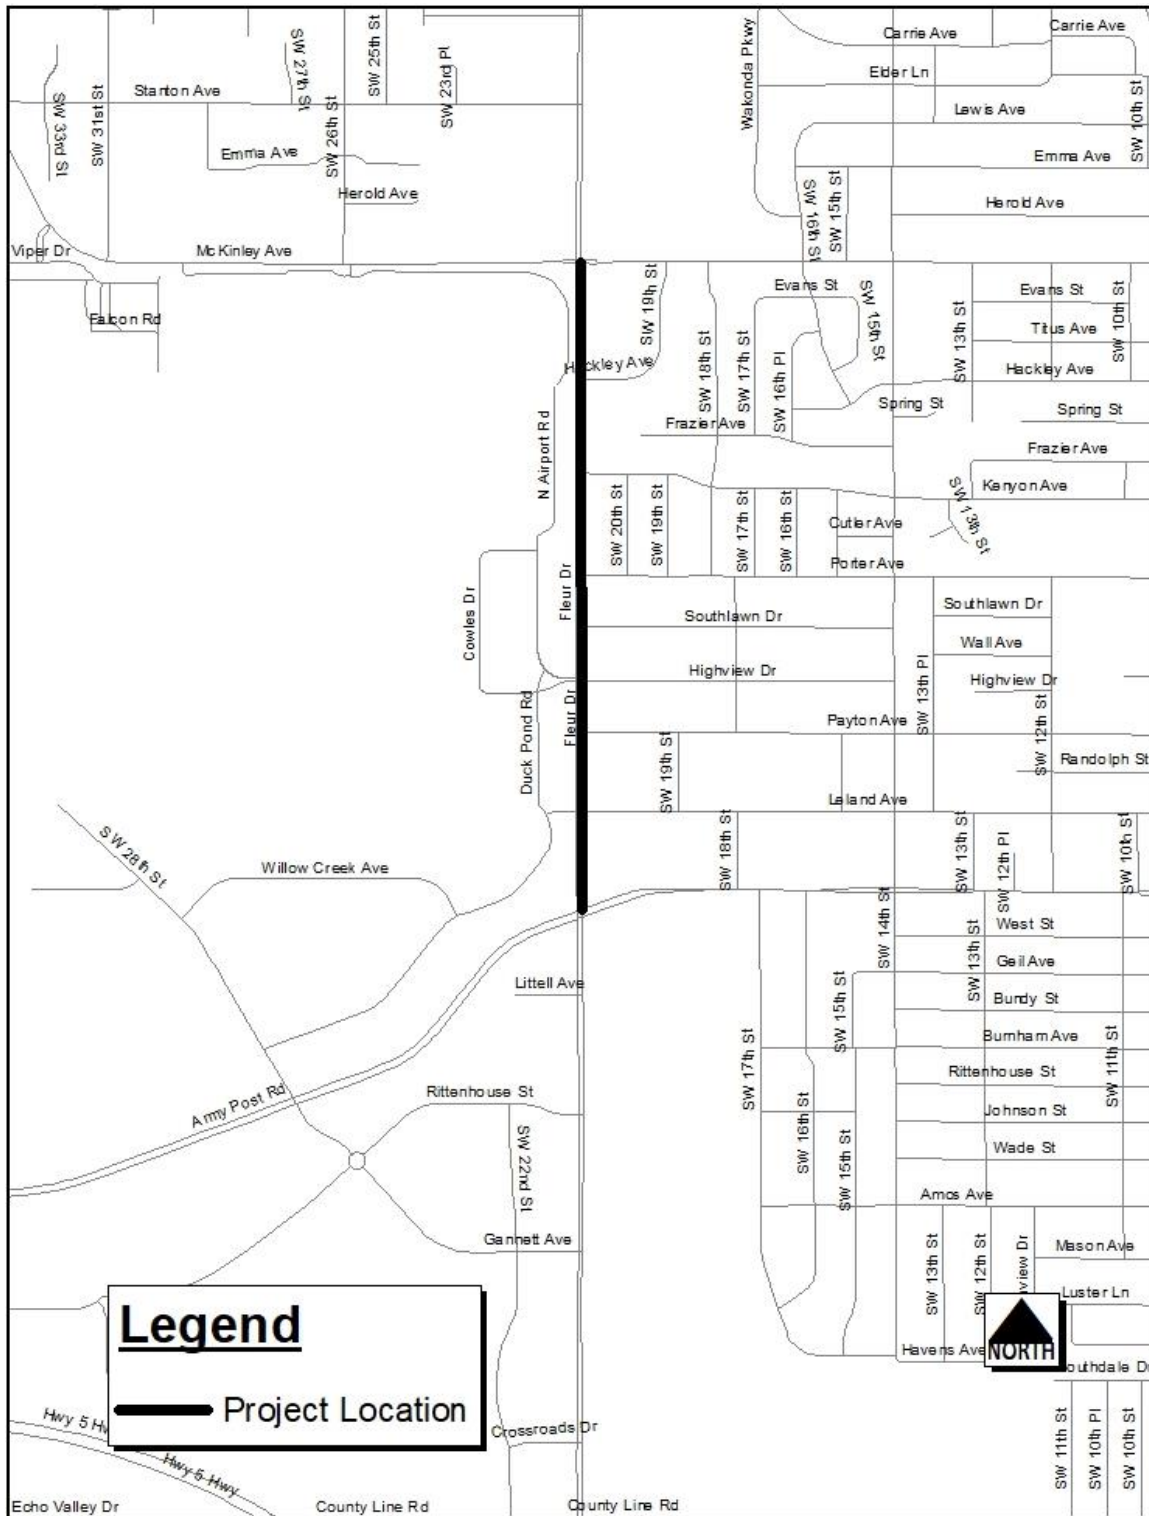 Carrie Ave
Carrie Ave
SW 27th St
SW 25th St
SW 23rd Pl
Wakonda Pkwy
Elder Ln
Stanton Ave
SW 33rd St
SW 31st St
SW 26th St
Lewis Ave
SW 10th St
Emma Ave
Emma Ave
Herold Ave
SW 16th St
SW 15th St
Herold Ave
Viper Dr
McKinley Ave
SW 19th St
Evans St
SW 15th St
Evans St
SW 10th St
Falcon Rd
SW 18th St
SW 17th St
SW 16th Pl
SW 13th St
Titus Ave
Hackley Ave
Hackley Ave
Spring St
Spring St
N Airport Rd
Frazier Ave
Frazier Ave
Kenyon Ave
SW 20th St
SW 19th St
SW 17th St
SW 16th St
Cutler Ave
SW 13th St
Porter Ave
Cowles Dr
Fleur Dr
Southlawn Dr
Southlawn Dr
Wall Ave
Highview Dr
SW 13th Pl
Highview Dr
Duck Pond Rd
Fleur Dr
Payton Ave
SW 12th St
SW 19th St
Randolph St
Leland Ave
SW 28th St
Willow Creek Ave
SW 18th St
SW 13th St
SW 12th Pl
SW 10th St
SW 14th St
West St
SW 13th St
Geil Ave
Littell Ave
SW 15th St
Bundy St
Burnham Ave
SW 11th St
SW 17th St
Army Post Rd
Rittenhouse St
Rittenhouse St
SW 16th St
Johnson St
SW 22nd St
SW 15th St
Wade St
Amos Ave
Gannett Ave
SW 13th St
SW 12th St
view Dr
Mason Ave
Luster Ln
Legend
Havens Ave
NORTH
outhdale Dr
Project Location
Hwy 5 Hw
Crossroads Dr
SW 11th St
SW 10th Pl
SW 10th St
Hwy 5 Hwy
Echo Valley Dr
County Line Rd
County Line Rd